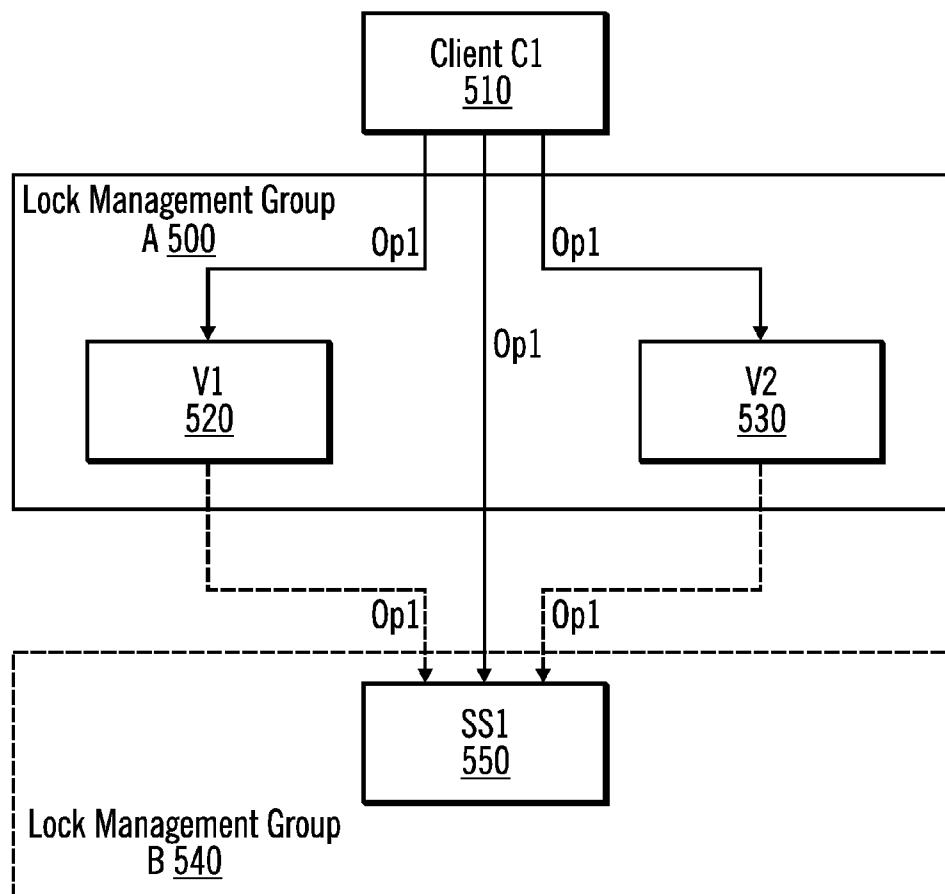 Client C1
510
Lock Management Group
A 500
Op1
Op1
Op1
V1
520
V2
530
Op1
Op1
SS1
550
Lock Management Group
B 540